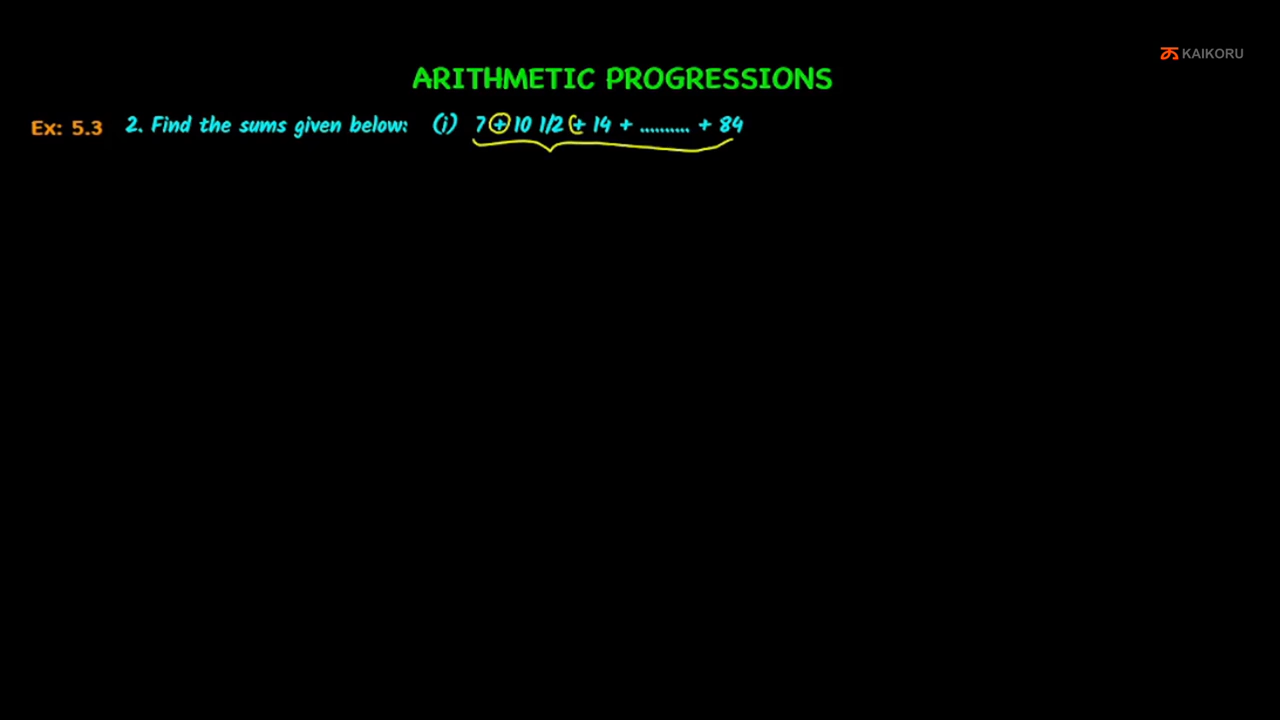 KAIKORU
ARITHMETIC PROGRESSIONS
Ex: 5.3 2. Find the sums given below: (i) 7 + 10 1/2 + 14 + .......... + 84